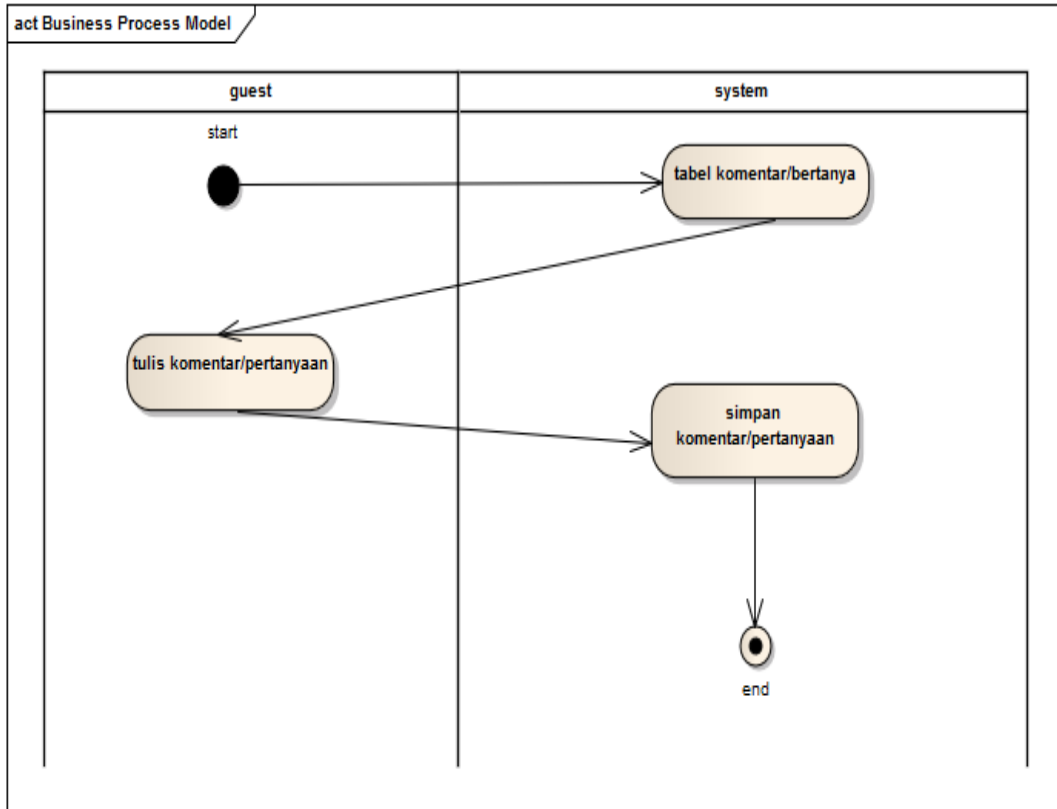 act Business Process Model
guest
system
start
tabel komentar/bertanya
tulis komentar/pertanyaan
simpan
komentar/pertanyaan
end